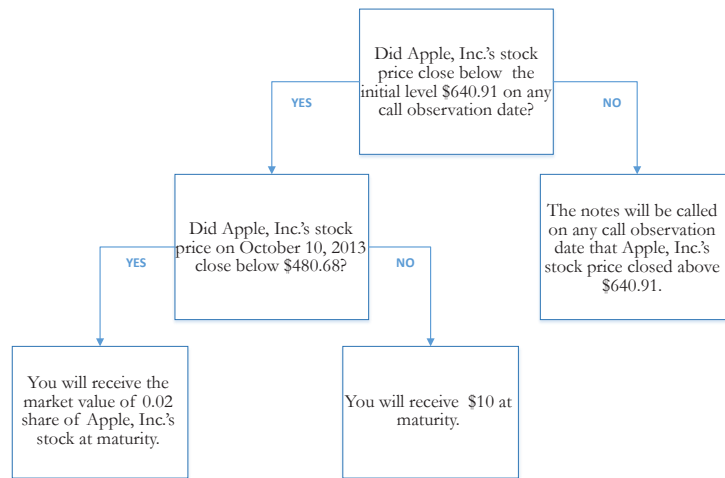 Did Apple, Inc.'s stock
price close below the
initial level $640.91 on any
call observation date?
YES
NO
Did Apple, Inc.'s stock
price on October 10, 2013
close below $480.68?
The notes will be called
on any call observation
date that Apple, Inc.'s
stock price closed above
$640.91.
YES
NO
You will receive the
market value of 0.02
share of Apple, Inc.'s
stock at maturity.
You will receive $10 at
maturity.